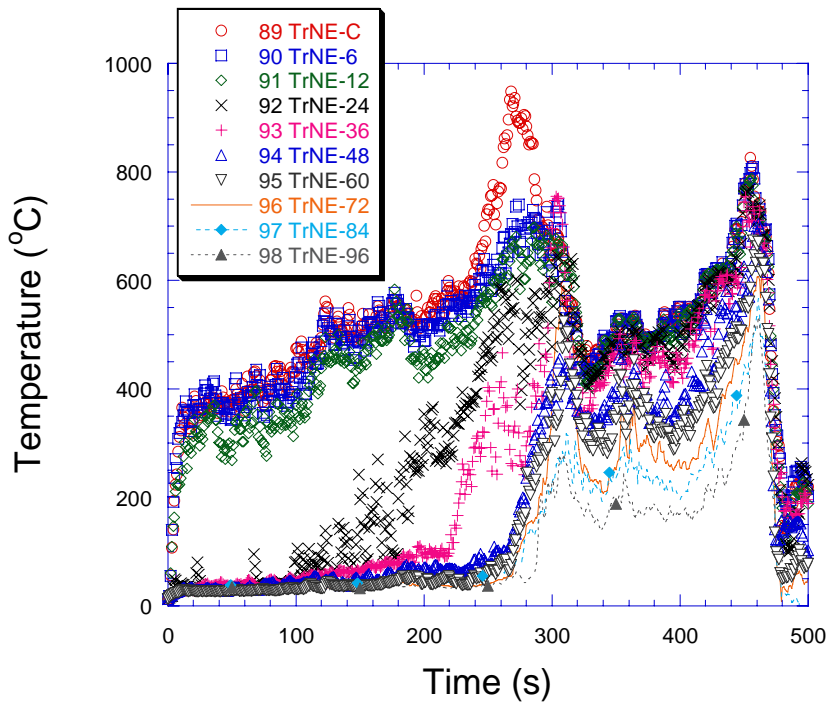 89 TrNE-C
90 TrNE-6
91 TrNE-12
92 TrNE-24
93 TrNE-36
94 TrNE-48
95 TrNE-60
96 TrNE-72
97 TrNE-84
98 TrNE-96
1000
800
600
400
200
0
Temperature (°C)
0 100 200 300 400 500
Time (s)